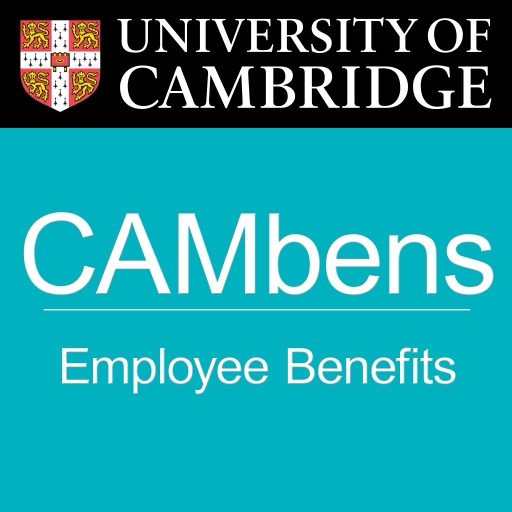 UNIVERSITY OF
CAMBRIDGE
CAMbens
Employee Benefits